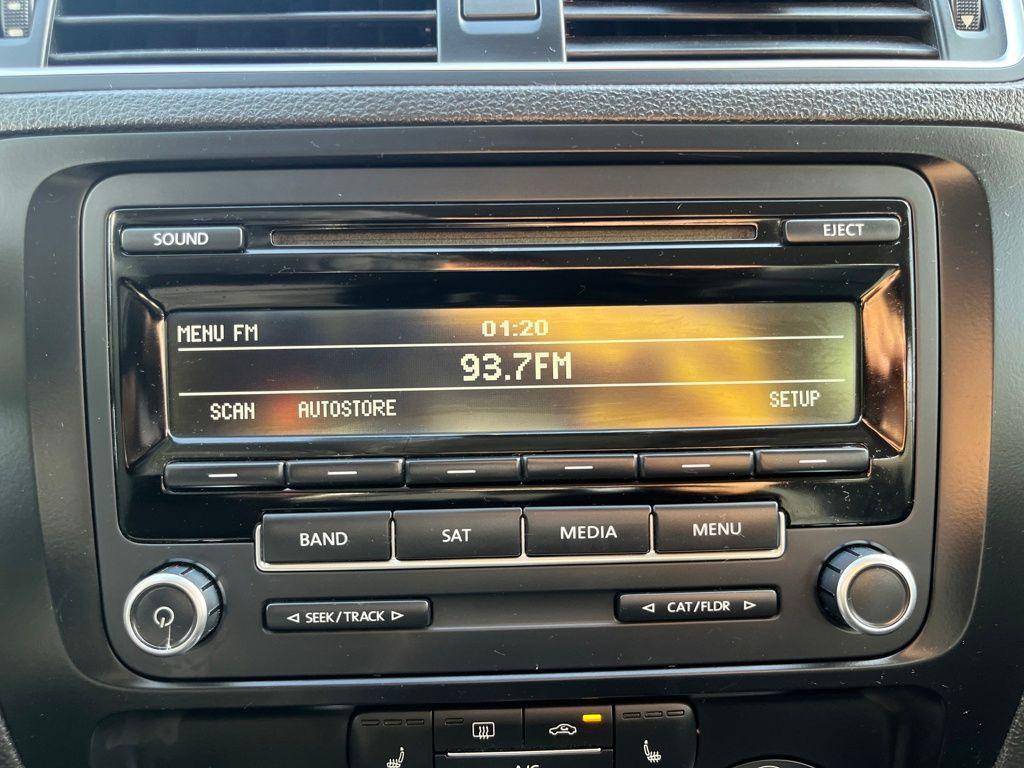 SOUND
EJECT
MENU FM 01:20
93.7FM
SCAN AUTOSTORE SETUP
BAND SAT MEDIA MENU
SEEK/TRACK CAT/FLDR
A/C